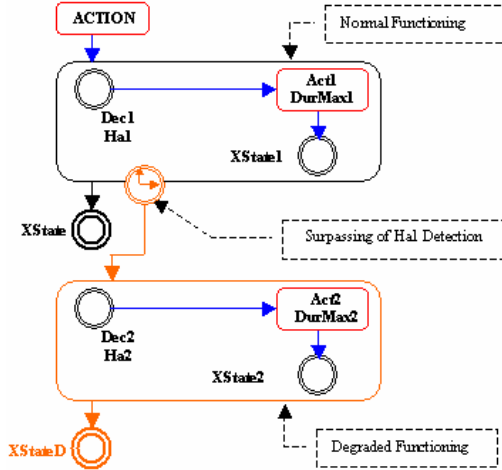 ACTION
Normal Functioning
Act1
DurMax1
Dec1
Ha1
XState1
XState
Surpassing of Ha1 Detection
Act2
DurMax2
Dec2
Ha2
XState2
XStateD
Degraded Functioning